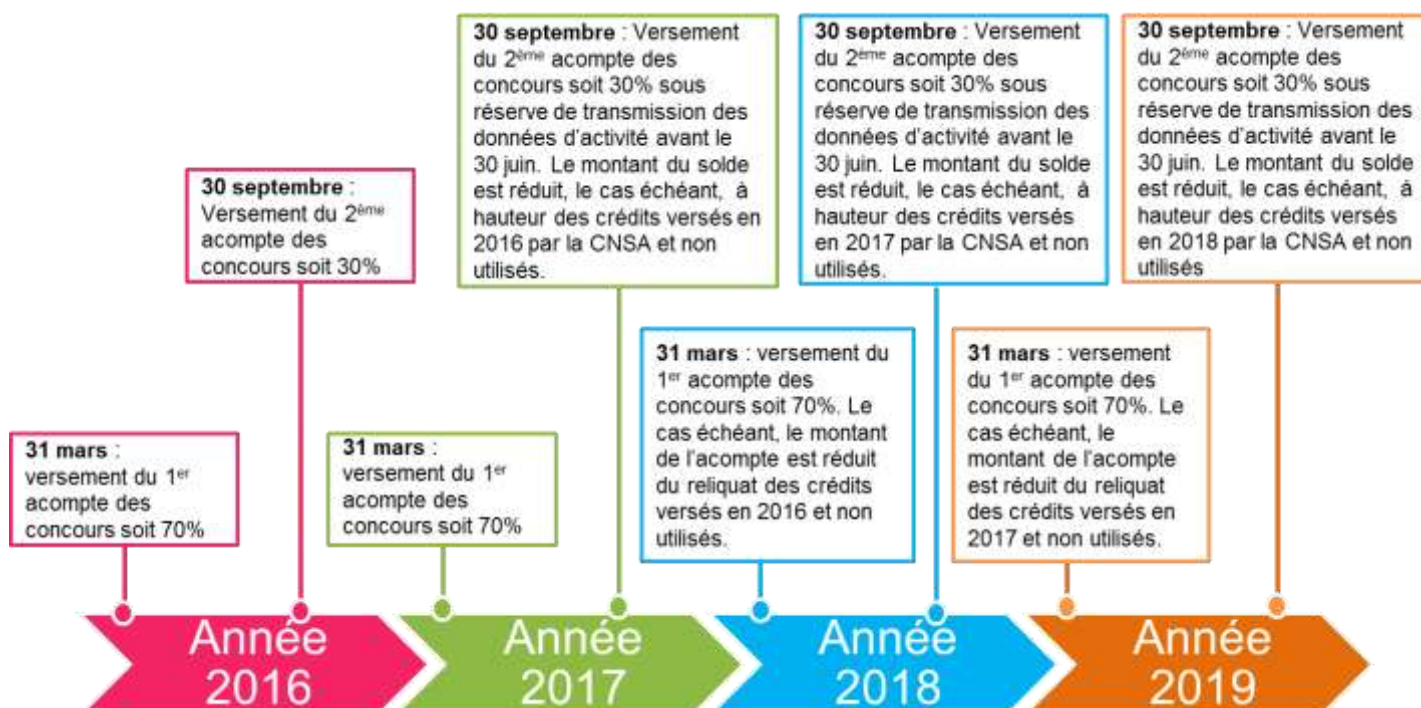 31 mars :
versement du 1er
acompte des
concours soit 70%
30 septembre :
Versement du 2ème
acompte des
concours soit 30%
31 mars :
versement du 1er
acompte des
concours soit 70%
30 septembre : Versement
du 2ème acompte des
concours soit 30% sous
réserve de transmission des
données d’activité avant le
30 juin. Le montant du solde
est réduit, le cas échéant, à
hauteur des crédits versés en
2016 par la CNSA et non
utilisés.
31 mars : versement du
1er acompte des
concours soit 70%. Le
cas échéant, le montant
de l’acompte est réduit
du reliquat des crédits
versés en 2016 et non
utilisés.
30 septembre : Versement
du 2ème acompte des
concours soit 30% sous
réserve de transmission des
données d’activité avant le
30 juin. Le montant du solde
est réduit, le cas échéant, à
hauteur des crédits versés
en 2017 par la CNSA et non
utilisés.
31 mars : versement
du 1er acompte des
concours soit 70%. Le
cas échéant, le
montant de l’acompte
est réduit du reliquat
des crédits versés en
2017 et non utilisés.
30 septembre : Versement
du 2ème acompte des
concours soit 30% sous
réserve de transmission des
données d’activité avant le
30 juin. Le montant du solde
est réduit, le cas échéant, à
hauteur des crédits versés
en 2018 par la CNSA et non
utilisés
Année
2016
Année
2017
Année
2018
Année
2019